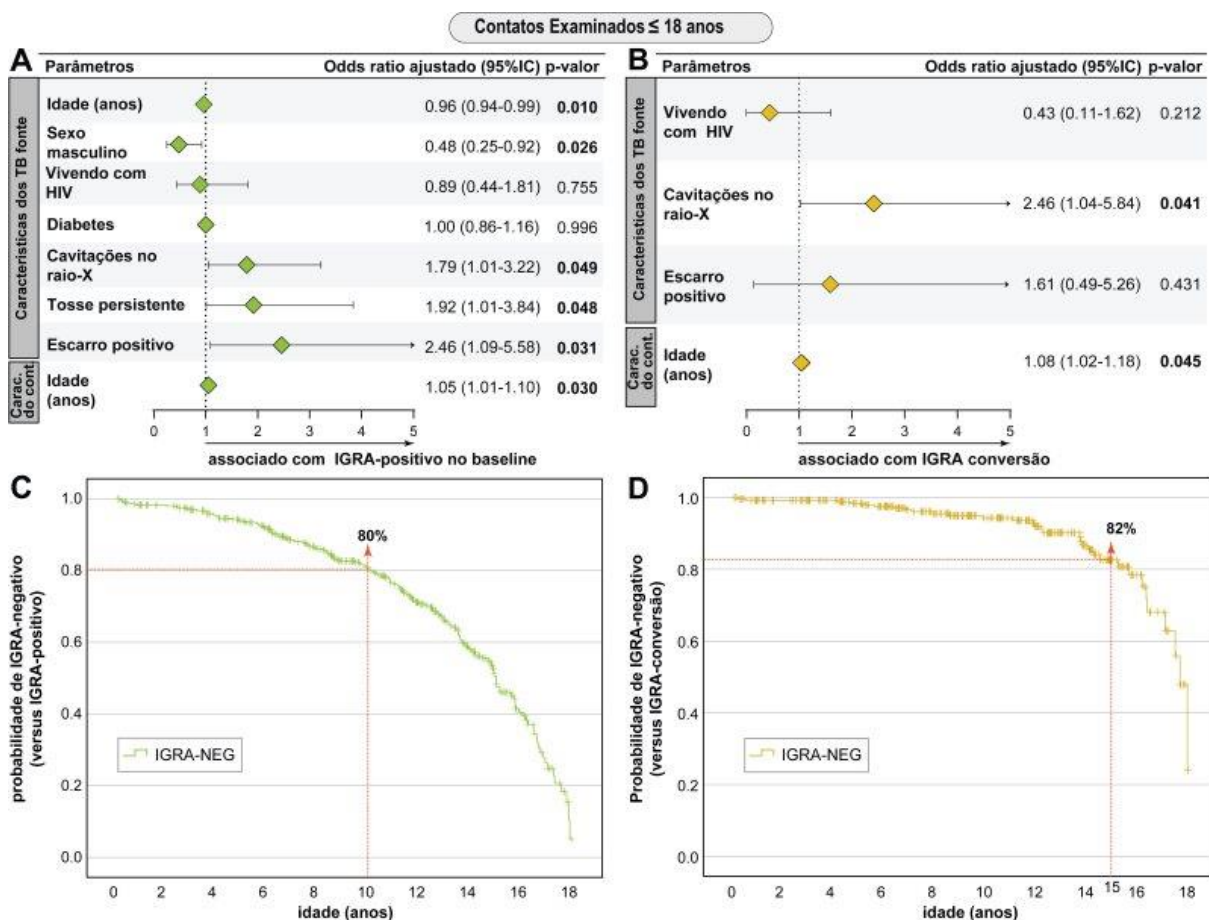 Contatos Examinados ≤ 18 anos
A
Parâmetros Odds ratio ajustado (95%IC) p-valor
Características dos TB fonte
Idade (anos) 0.96 (0.94-0.99) 0.010
Sexo
masculino 0.48 (0.25-0.92) 0.026
Vivendo com
HIV 0.89 (0.44-1.81) 0.755
Diabetes 1.00 (0.86-1.16) 0.996
Cavitações no
raio-X 1.79 (1.01-3.22) 0.049
Tosse persistente 1.92 (1.01-3.84) 0.048
Escarro positivo 2.46 (1.09-5.58) 0.031
Carac.
do cont.
Idade
(anos) 1.05 (1.01-1.10) 0.030
0 1 2 3 4 5
associado com IGRA-positivo no baseline
B
Parâmetros Odds ratio ajustado (95%IC) p-valor
Características dos TB fonte
Vivendo
com HIV 0.43 (0.11-1.62) 0.212
Cavitações no
raio-X 2.46 (1.04-5.84) 0.041
Escarro
positivo 1.61 (0.49-5.26) 0.431
Carac.
do cont.
Idade
(anos) 1.08 (1.02-1.18) 0.045
0 1 2 3 4 5
associado com IGRA conversão
C
probabilidade de IGRA-negativo
(versus IGRA-positivo)
1.0
0.8
0.6
0.4
0.2
0.0
80%
IGRA-NEG
0 2 4 6 8 10 12 14 16 18
idade (anos)
D
Probabilidade de IGRA-negativo
(versus IGRA-conversão)
1.0
0.8
0.6
0.4
0.2
0.0
82%
IGRA-NEG
0 2 4 6 8 10 12 14 15 16 18
idade (anos)